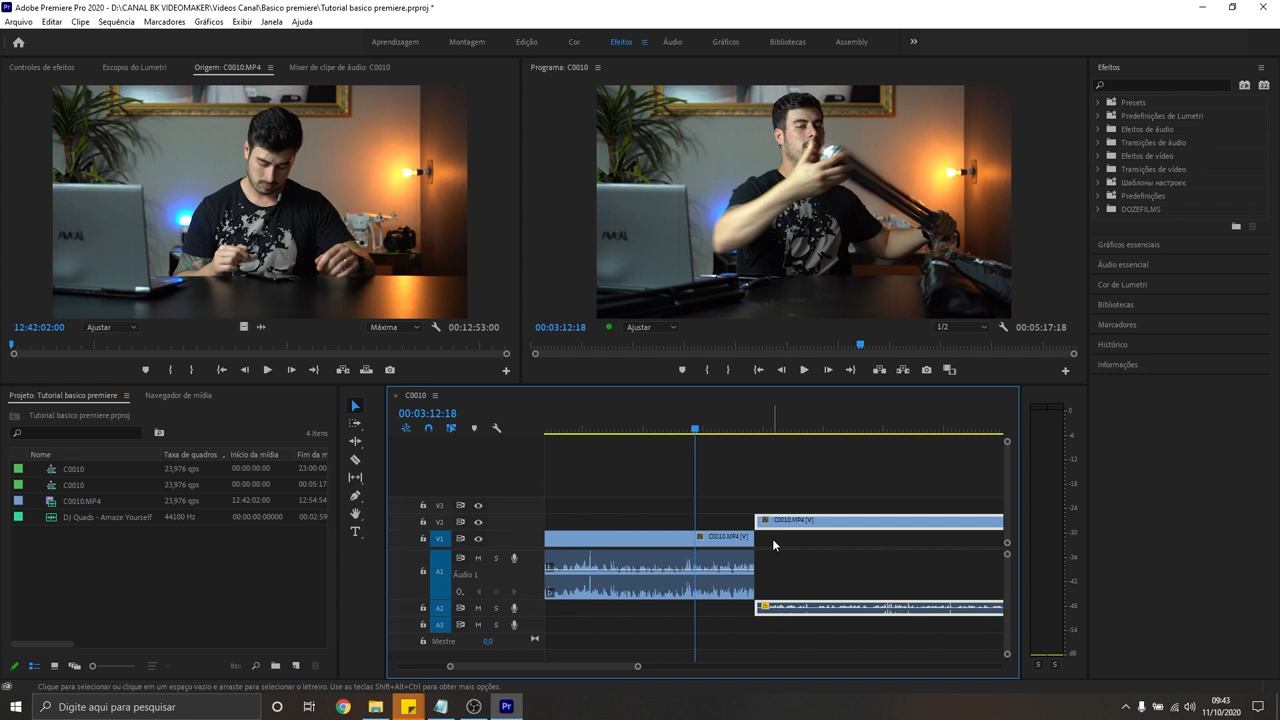 Adobe Premiere Pro 2020 - D:\CANAL BK VIDEOMAKER\Videos Canal\Basico premiere\Tutorial basico premiere.prproj *
Arquivo Editar Clipe Sequência Marcadores Gráficos Exibir Janela Ajuda
Aprendizagem Montagem Edição Cor Efeitos Áudio Gráficos Bibliotecas Assembly
Controles de efeitos Escopos do Lumetri Origem: C0010.MP4 Mixer de clipe de áudio: C0010
Programa: C0010
Efeitos
Presets
Predefinições de Lumetri
Efeitos de áudio
Transições de áudio
Efeitos de vídeo
Transições de vídeo
Шаблоны настроек
Predefinições
DOZEFILMS
Gráficos essenciais
Áudio essencial
Cor de Lumetri
Bibliotecas
Marcadores
Histórico
Informações
12:42:02:00 Ajustar Máxima 00:12:53:00
00:03:12:18 Ajustar 1/2 00:05:17:18
Projeto: Tutorial basico premiere Navegador de mídia
Tutorial basico premiere.prproj
4 itens
Nome Taxa de quadros Início da mídia Fim da m
C0010 23,976 qps 00:00:00:00 23:00:00
C0010 23,976 qps 00:00:00:00 00:05:17
C0010.MP4 23,976 qps 12:42:02:00 12:54:54
DJ Quads - Amaze Yourself 44100 Hz 00:00:00:00000 00:02:59
C0010
00:03:12:18
V3
V2 C0010.MP4 [V]
V1 C0010.MP4 [V]
A1 M S
Áudio 1
A2 M S
A3 M S
Mestre 0,0
0
-6
-12
-18
-24
-30
-36
-42
-48
-54
dB
S S
Clique para selecionar ou clique em um espaço vazio e arraste para selecionar o letreiro. Use as teclas Shift+Alt+Ctrl para obter mais opções.
Digite aqui para pesquisar
09:43
11/10/2020